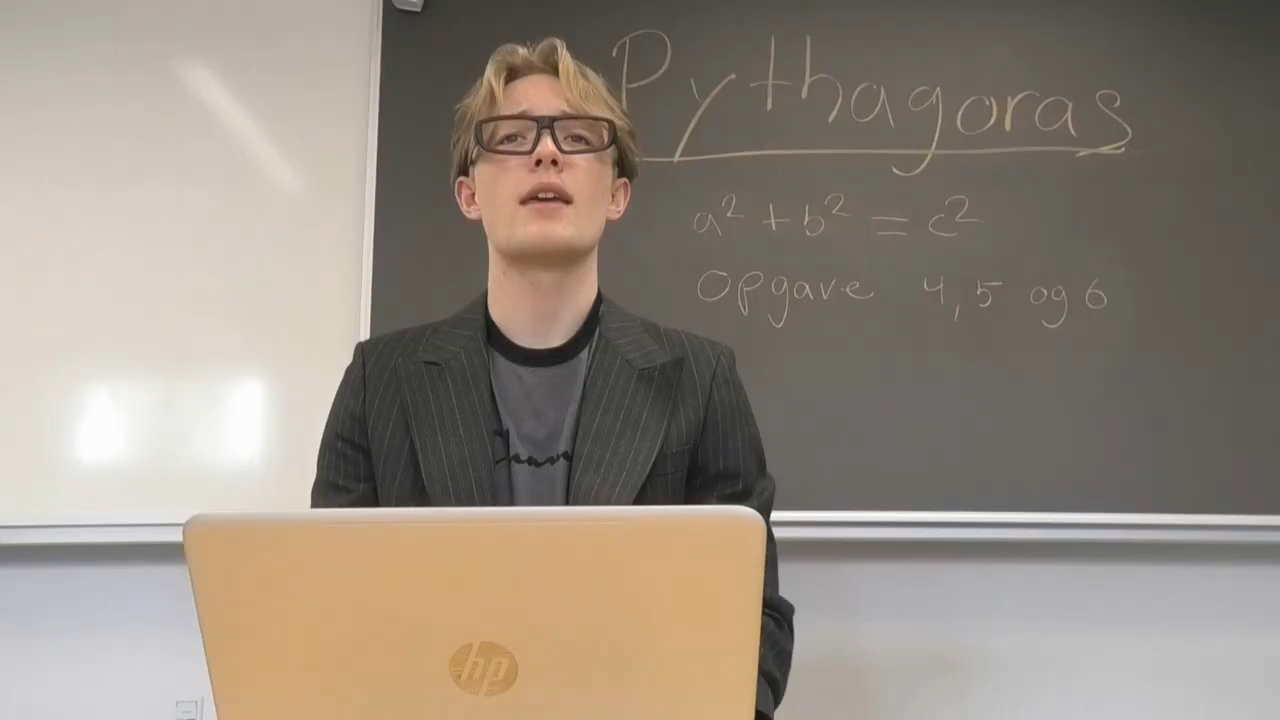 Pythagoras
a² + b² = c²
Opgave 4,5 og 6
hp